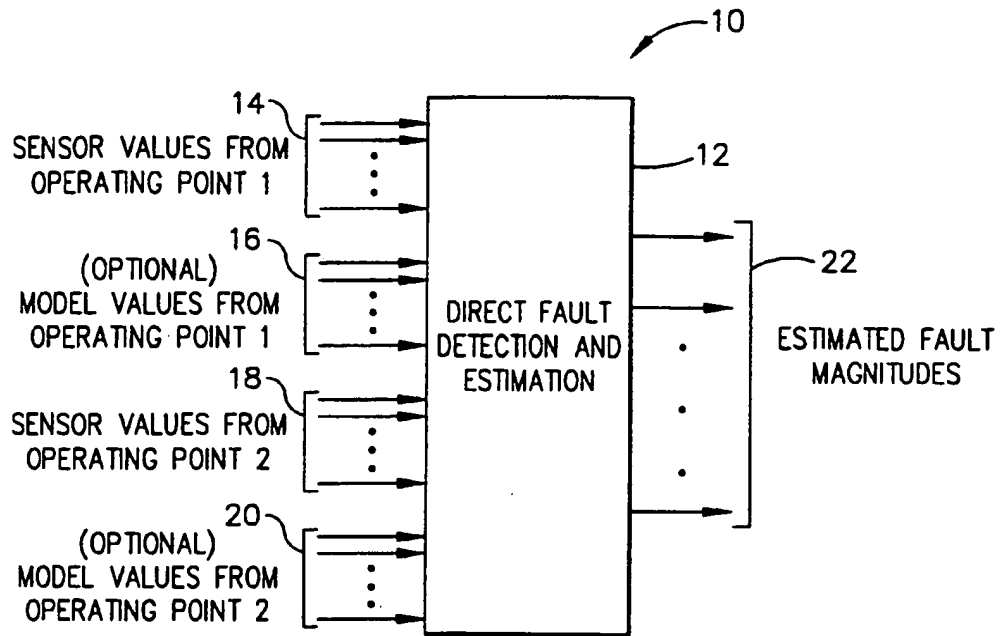 10
14
SENSOR VALUES FROM
OPERATING POINT 1
12
16
(OPTIONAL)
MODEL VALUES FROM
OPERATING POINT 1
22
DIRECT FAULT
DETECTION AND
ESTIMATION
ESTIMATED FAULT
MAGNITUDES
18
SENSOR VALUES FROM
OPERATING POINT 2
20
(OPTIONAL)
MODEL VALUES FROM
OPERATING POINT 2